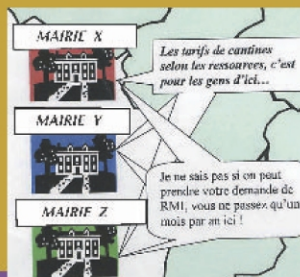 MAIRIE X
Les tarifs de cantines
selon les ressources, c'est
pour les gens d'ici...
MAIRIE Y
Je ne sais pas si on peut
prendre votre demande de
RMI, vous ne passez qu'un
mois par an ici !
MAIRIE Z